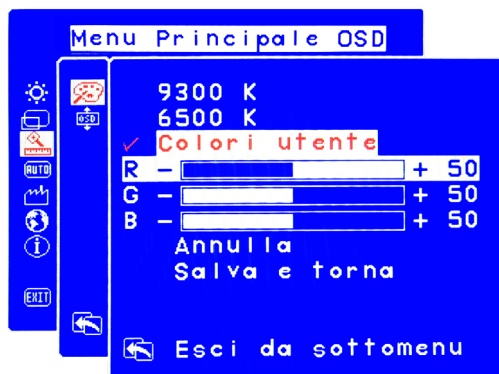 Menu Principale OSD
9300 K
OSD
6500 K
✓ Colori utente
AUTO
R - + 50
G - + 50
B - + 50
Annulla
Salva e torna
EXIT
Esci da sottomenu